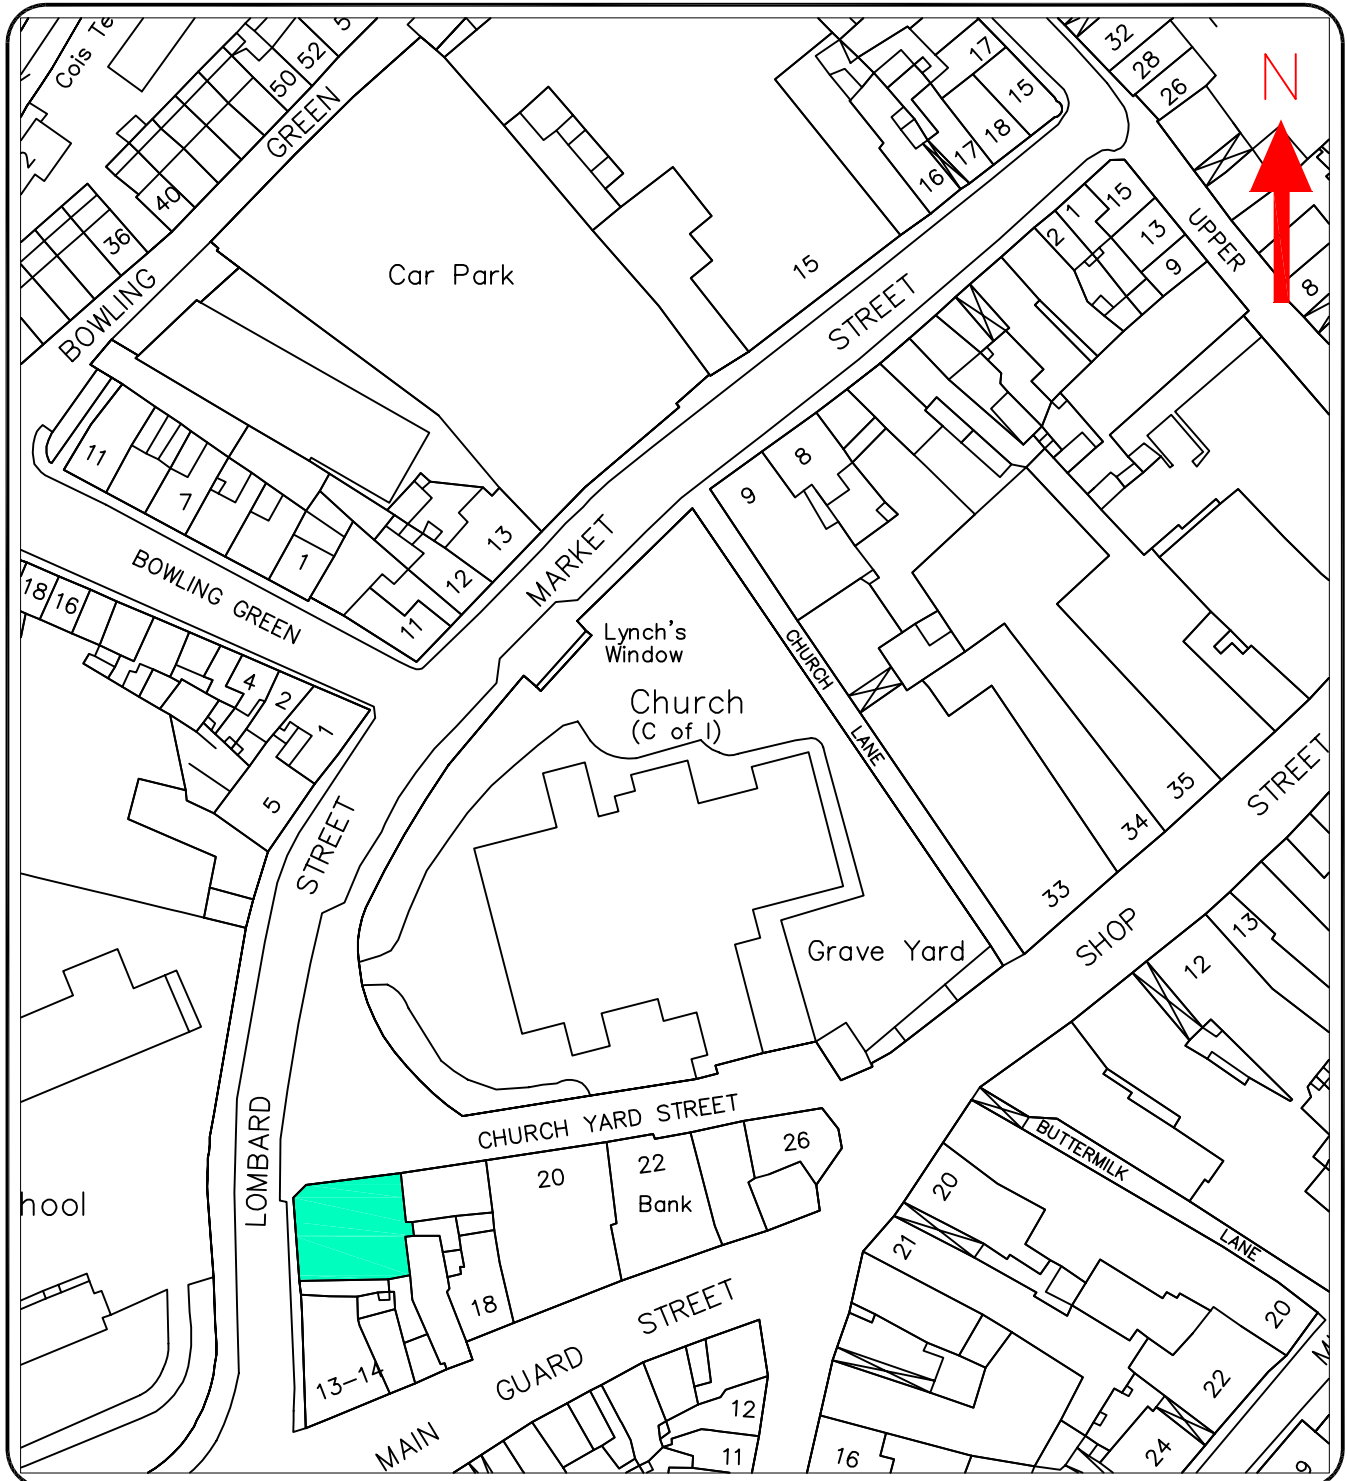 Cois Te
50
52
5
GREEN
40
36
BOWLING
2
Car Park
15
17
15
18
17
16
32
28
26
N
UPPER
8
1
15
2
13
9
STREET
11
7
1
13
12
11
BOWLING GREEN
MARKET
18
16
4
2
1
5
8
9
Lynch's
Window
Church
(C of I)
CHURCH
LANE
STREET
35
34
33
STREET
SHOP
13
12
Grave Yard
LOMBARD
CHURCH YARD STREET
20
22
Bank
26
hool
18
13-14
MAIN
GUARD
STREET
BUTTERMILK
LANE
20
21
20
22
24
16
12
11
9
M